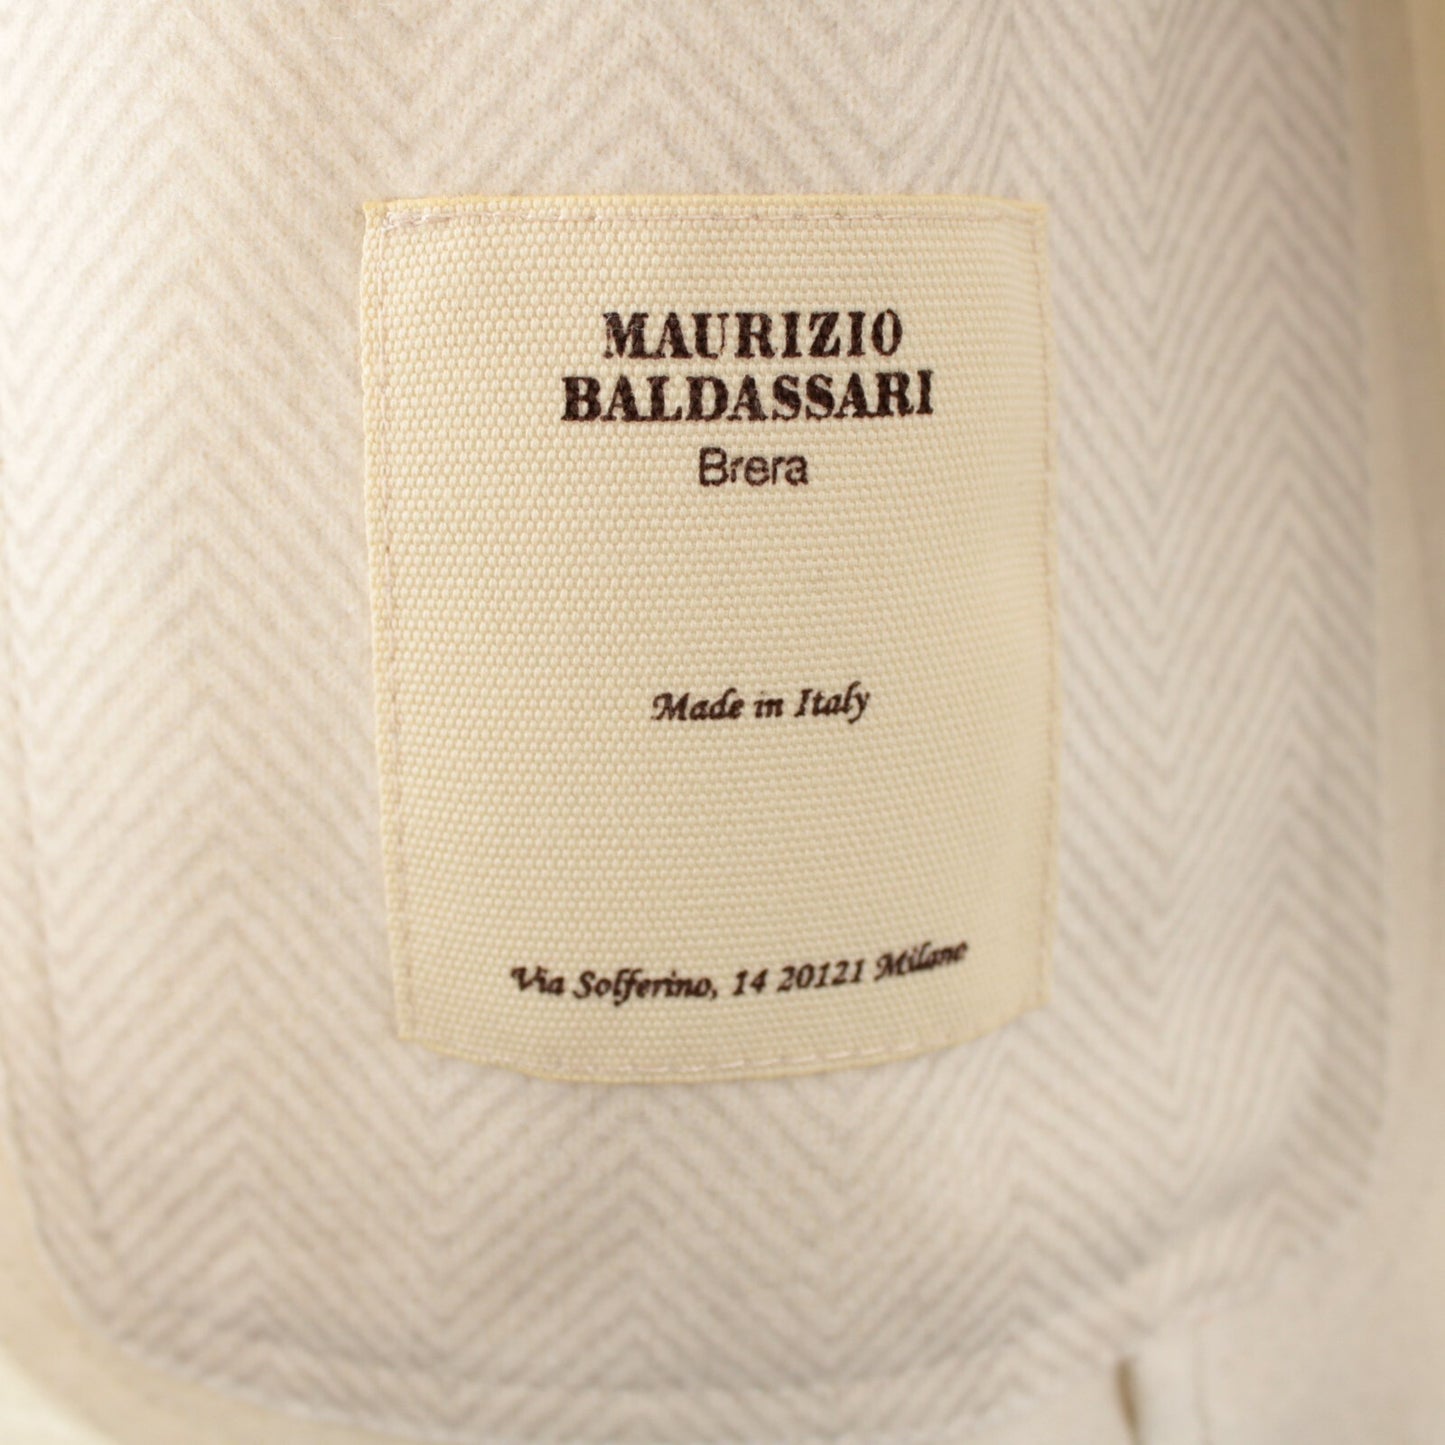 MAURIZIO
BALDASSARI
Brera
Made in Italy
Via Solferino, 14 20121 Milano